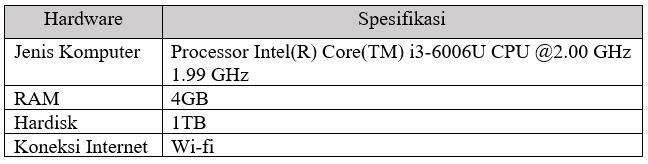 Hardware Spesifikasi
Jenis Komputer Processor Intel(R) Core(TM) i3-6006U CPU @2.00 GHz
1.99 GHz
RAM 4GB
Hardisk 1TB
Koneksi Internet Wi-fi